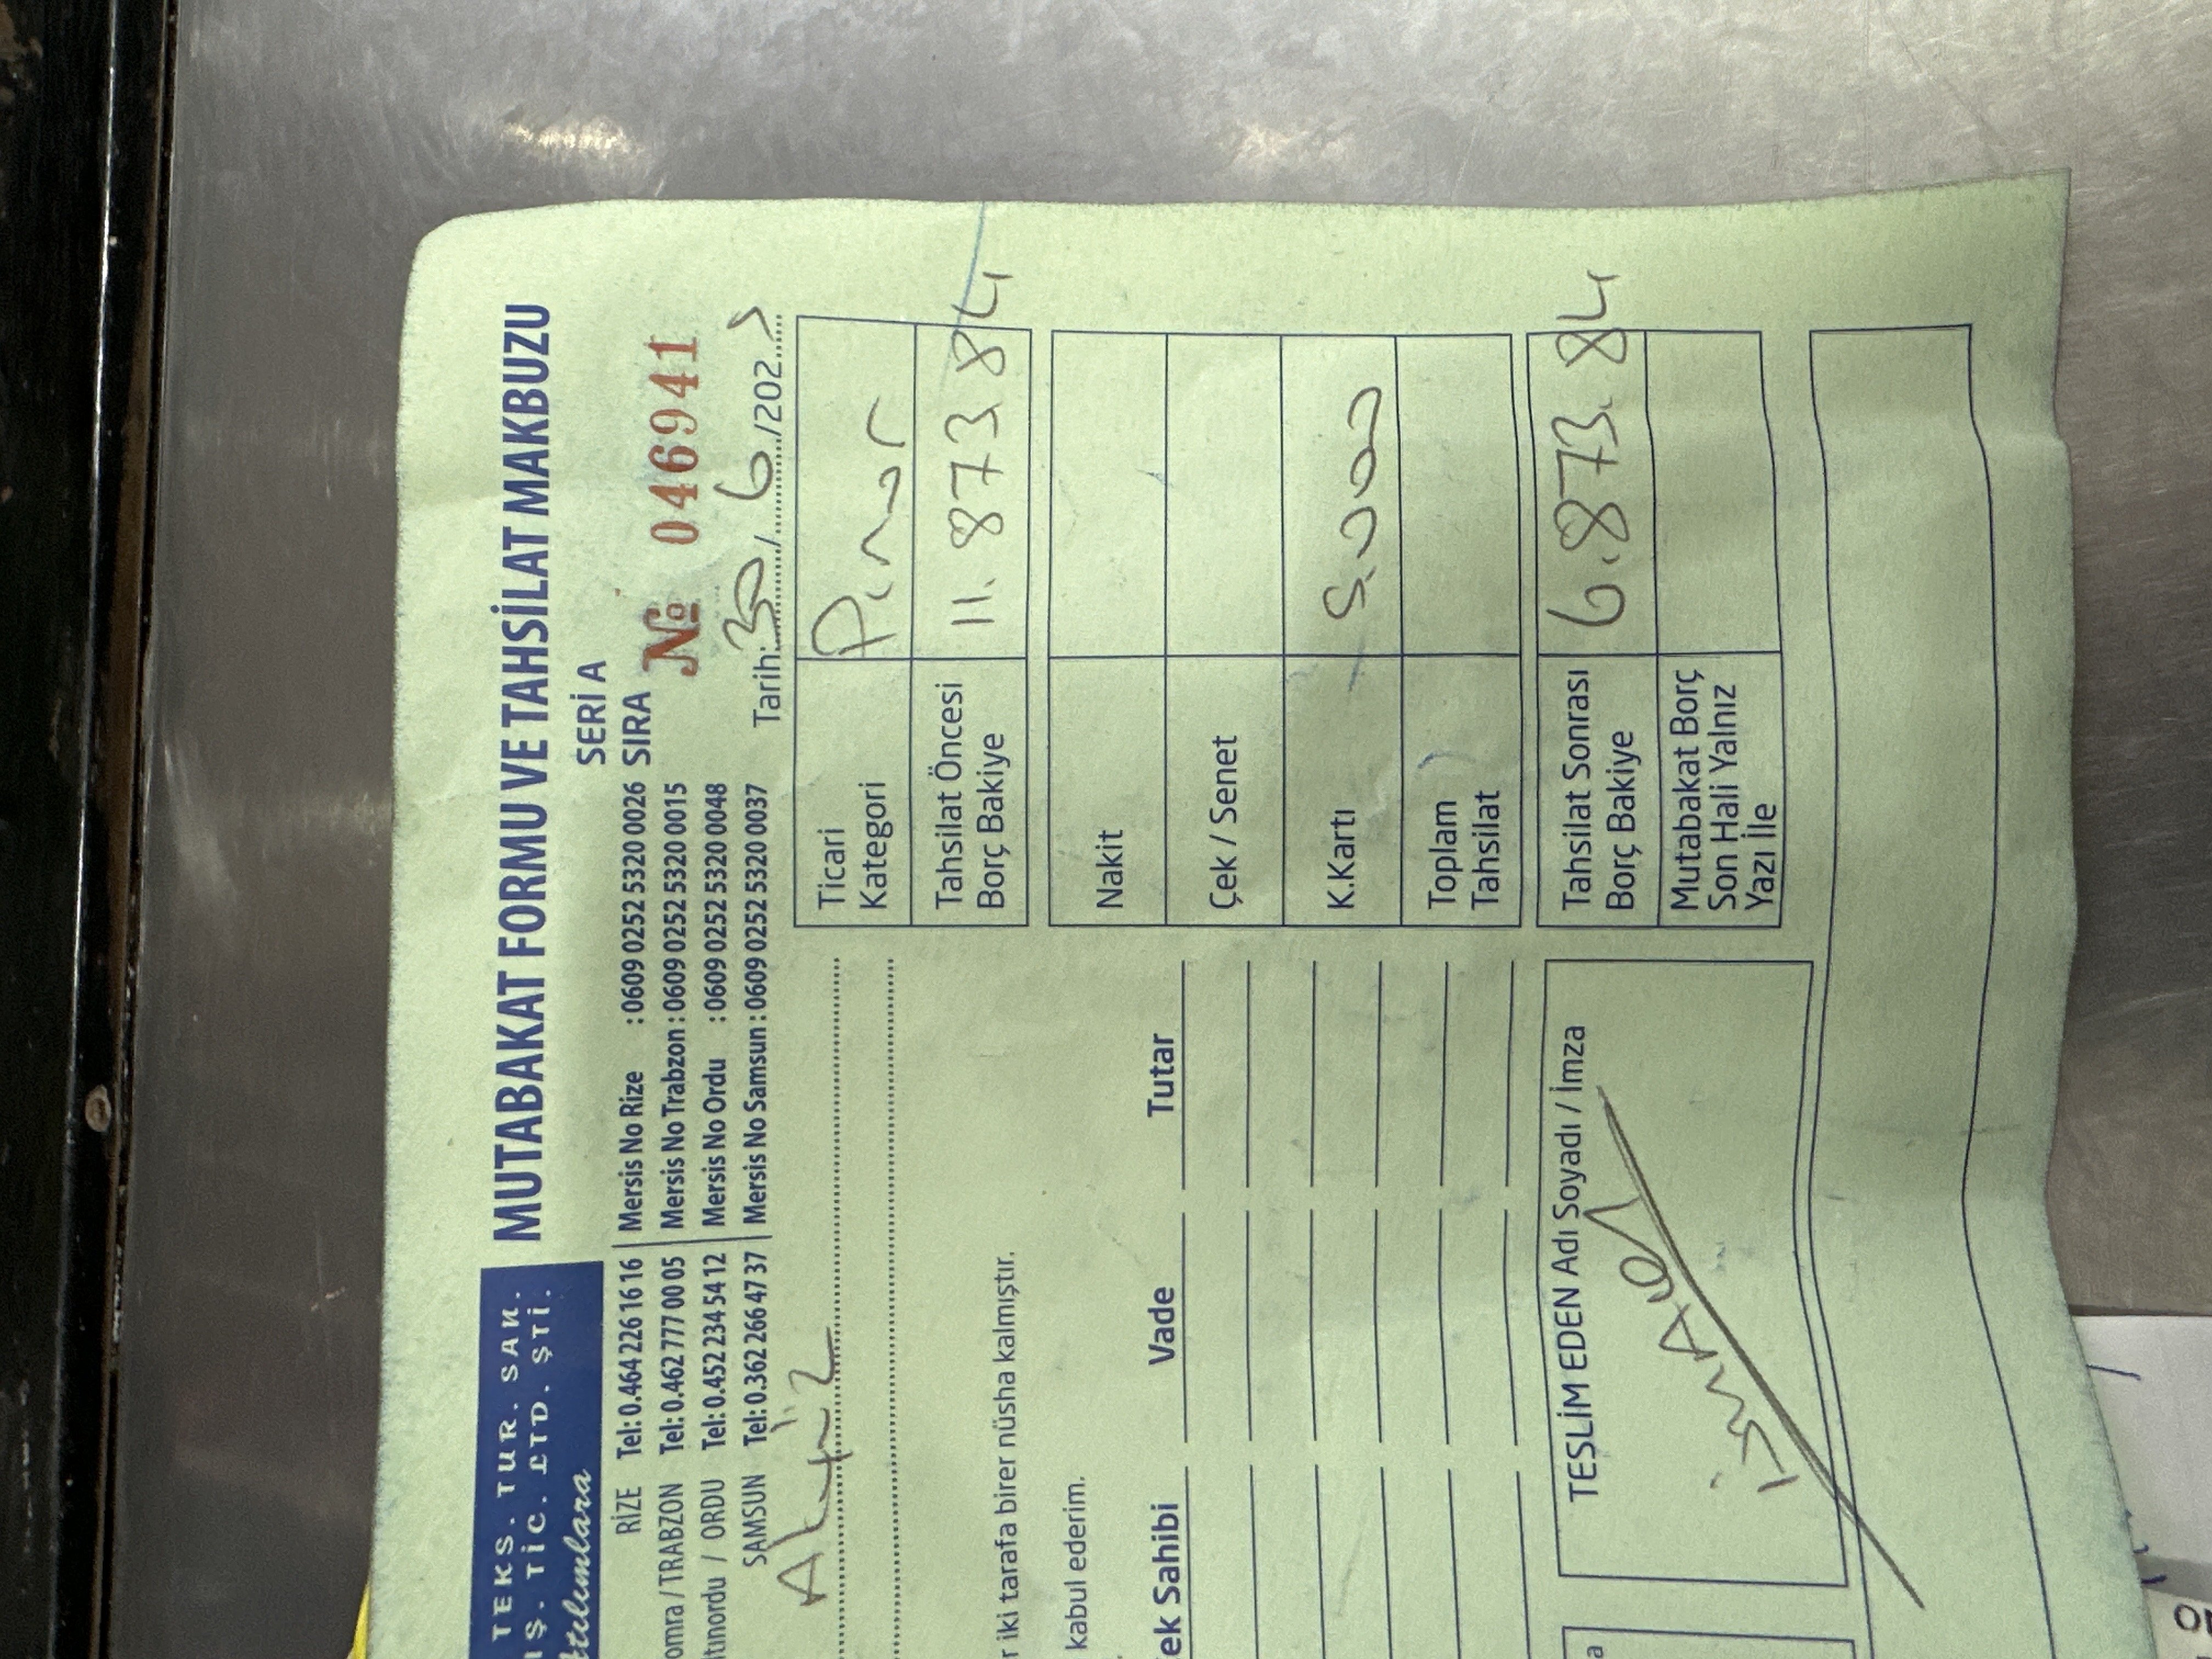 TEKS. TUR. SAN.
İŞ. TİC. LTD. ŞTİ.
MUTABAKAT FORMU VE TAHSİLAT MAKBUZU
SERİ A
SIRA № 046941
RİZE Tel: 0.464 226 16 16 Mersis No Rize : 0609 0252 5320 0026
omra / TRABZON Tel: 0.462 777 00 05 Mersis No Trabzon : 0609 0252 5320 0015
ltınordu / ORDU Tel: 0.452 234 54 12 Mersis No Ordu : 0609 0252 5320 0048
SAMSUN Tel: 0.362 266 47 37 Mersis No Samsun : 0609 0252 5320 0037
Tarih: 30 / 6 /2025
Ticari Kategori Pınar
Tahsilat Öncesi Borç Bakiye 11.873.84
r iki tarafa birer nüsha kalmıştır.
kabul ederim.
Nakit
Çek / Senet
K.Kartı 5.000
Toplam Tahsilat
ek Sahibi Vade Tutar
Tahsilat Sonrası Borç Bakiye 6.873.84
Mutabakat Borç Son Hali Yalnız Yazı İle
TESLİM EDEN Adı Soyadı / İmza